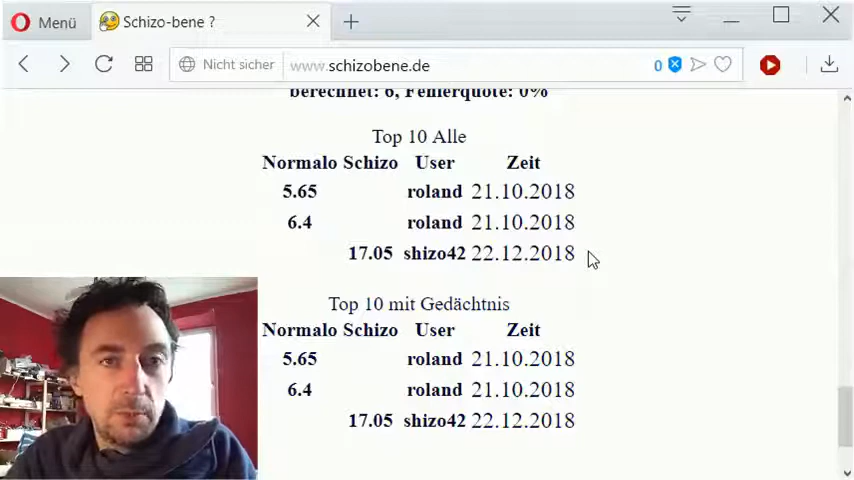 Menü
Schizo-bene ?
Nicht sicher
www.schizobene.de
0
berechnet: 6, Fehlerquote: 0%
Top 10 Alle
Normalo Schizo User Zeit
5.65 roland 21.10.2018
6.4 roland 21.10.2018
17.05 shizo42 22.12.2018
Top 10 mit Gedächtnis
Normalo Schizo User Zeit
5.65 roland 21.10.2018
6.4 roland 21.10.2018
17.05 shizo42 22.12.2018